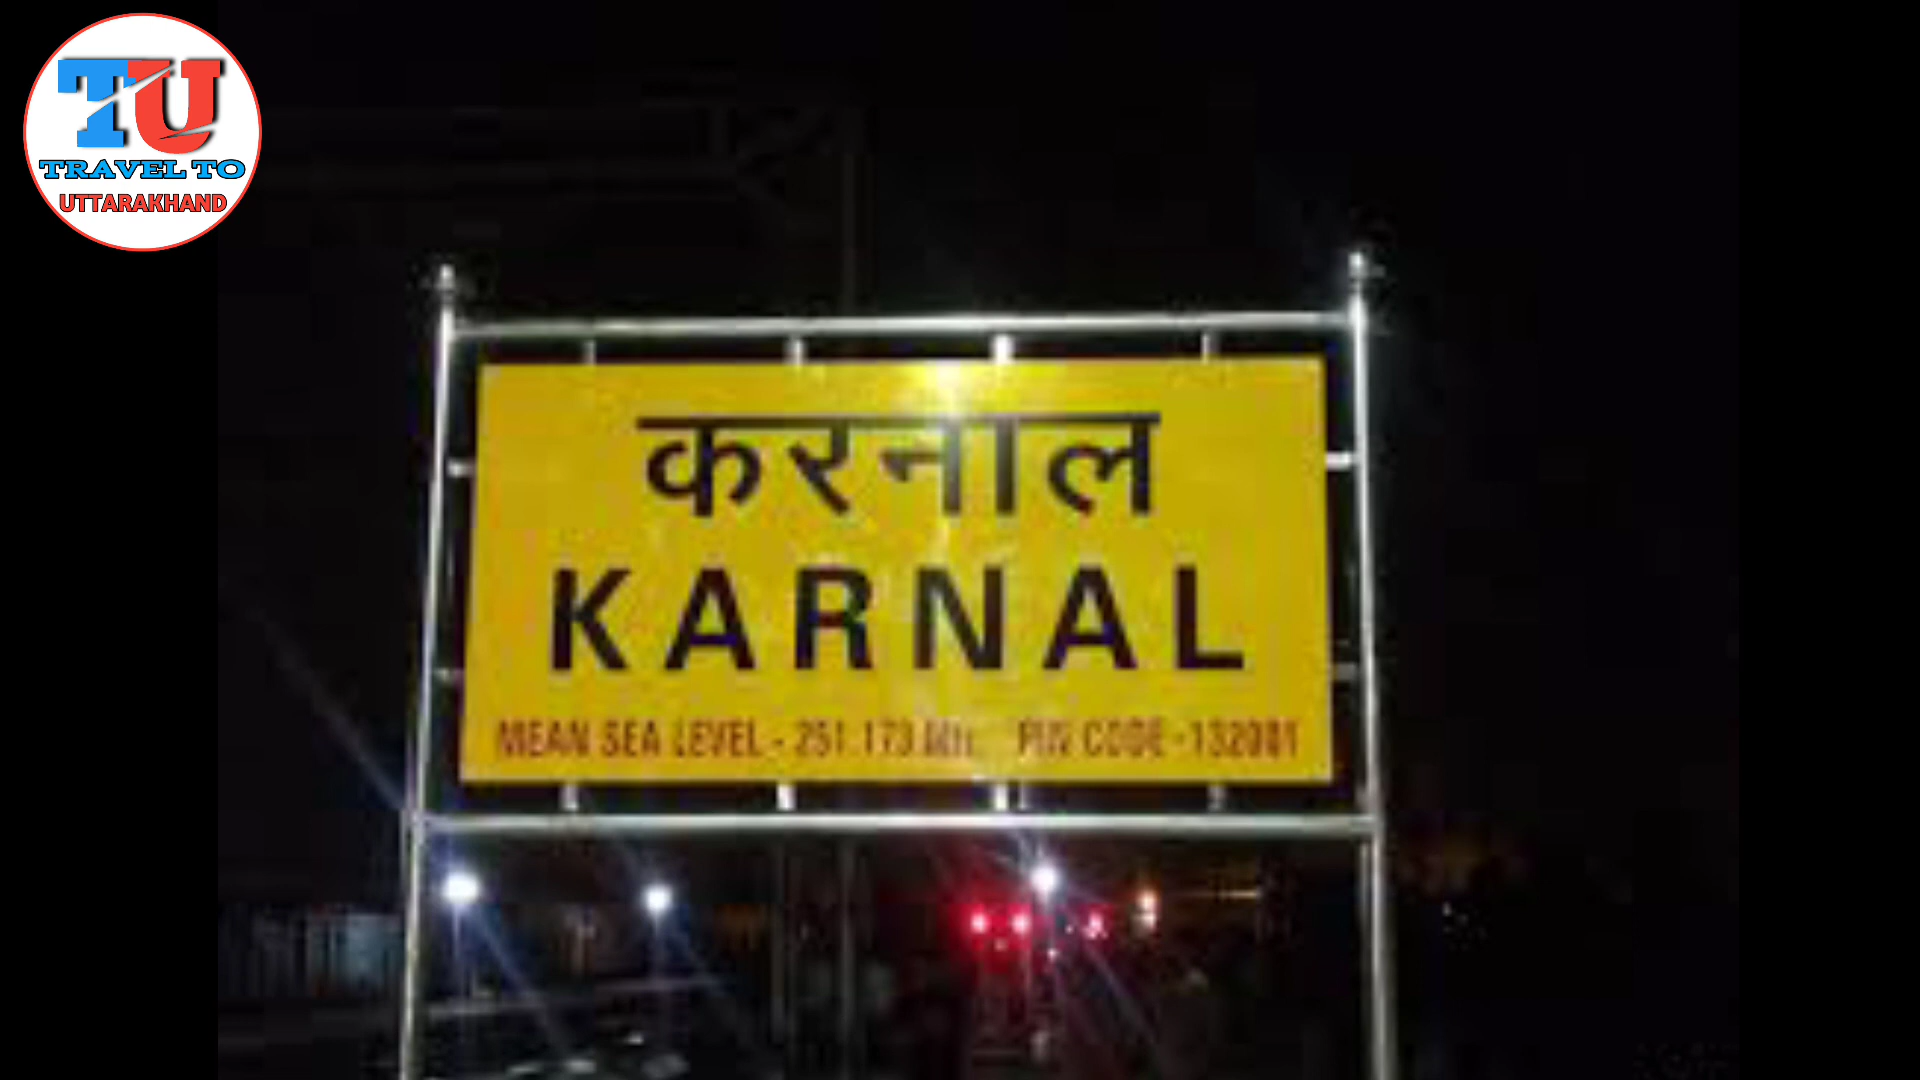 TU
TRAVEL TO
UTTARAKHAND
करनाल
KARNAL
MEAN SEA LEVEL - 251.173 Mtr. PIN CODE - 132001